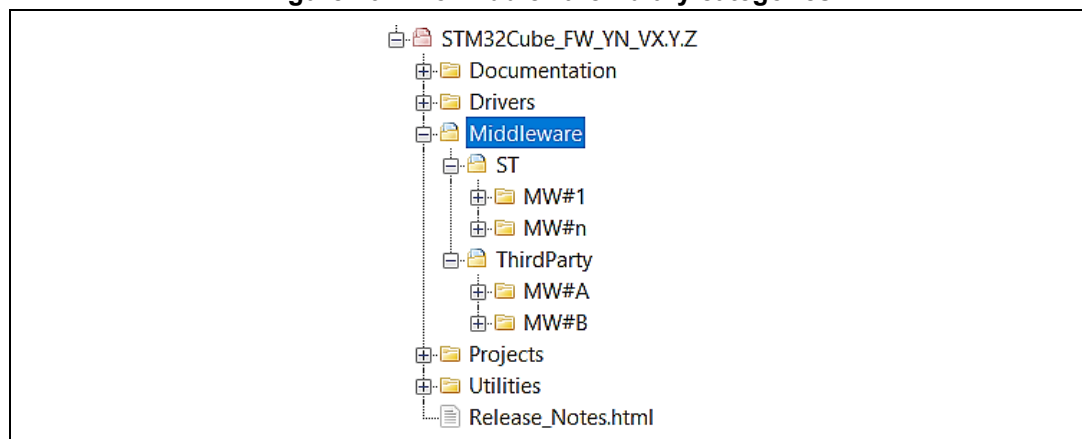 STM32Cube_FW_YN_VX.Y.Z
Documentation
Drivers
Middleware
ST
MW#1
MW#n
ThirdParty
MW#A
MW#B
Projects
Utilities
Release_Notes.html